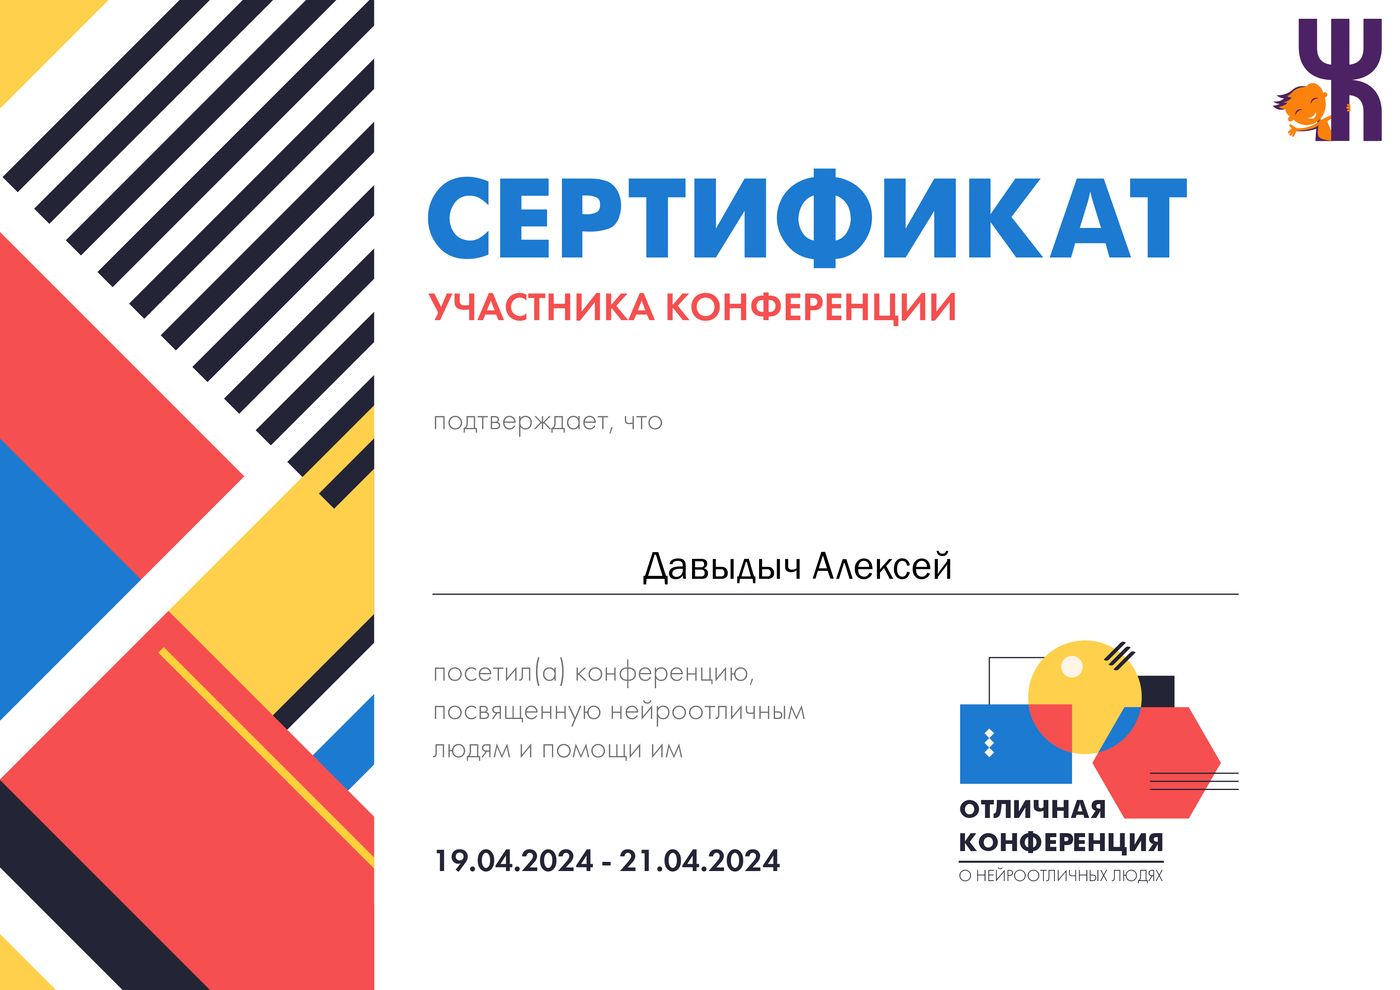 СЕРТИФИКАТ
УЧАСТНИКА КОНФЕРЕНЦИИ
подтверждает, что
Давыдыч Алексей
посетил(а) конференцию,
посвященную нейроотличным
людям и помощи им
19.04.2024 - 21.04.2024
ОТЛИЧНАЯ
КОНФЕРЕНЦИЯ
О НЕЙРООТЛИЧНЫХ ЛЮДЯХ